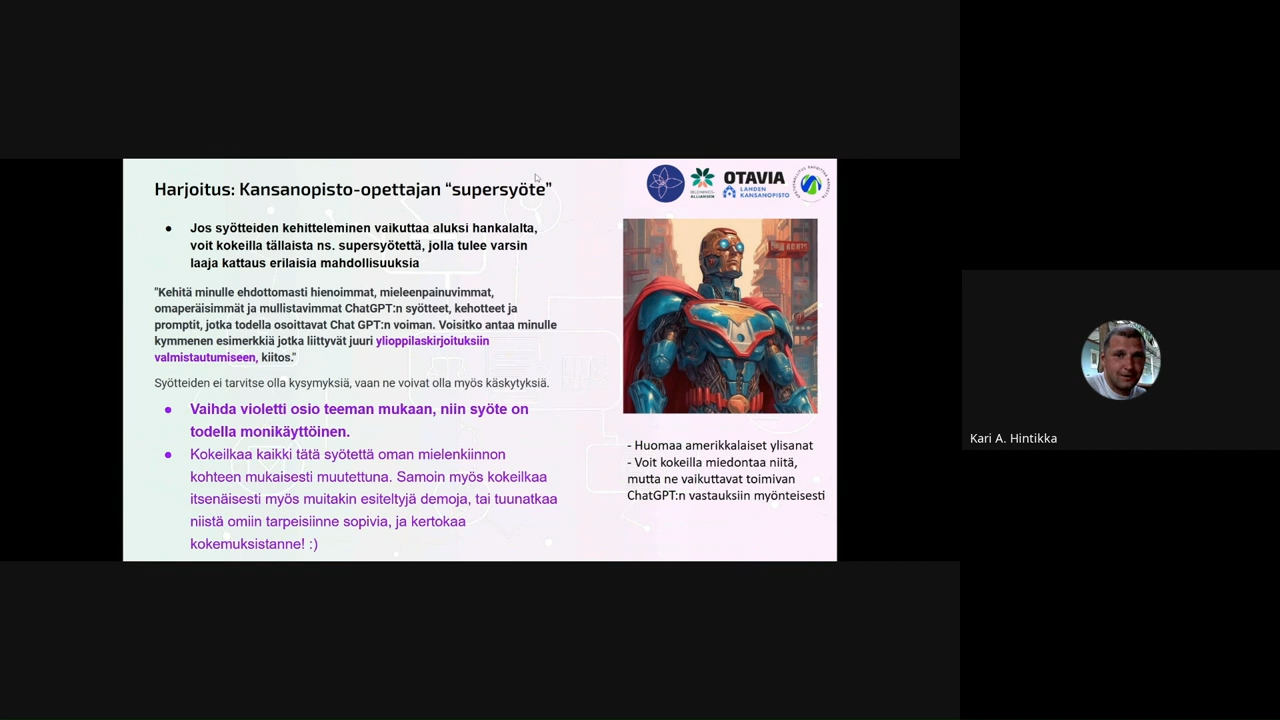 Harjoitus: Kansanopisto-opettajan “supersyöte”
OTAVIA
LAHDEN
KANSANOPISTO
BILDNINGS-
ALLIANSEN
● Jos syötteiden kehitteleminen vaikuttaa aluksi hankalalta,
voit kokeilla tällaista ns. supersyötettä, jolla tulee varsin
laaja kattaus erilaisia mahdollisuuksia
"Kehitä minulle ehdottomasti hienoimmat, mieleenpainuvimmat,
omaperäisimmät ja mullistavimmat ChatGPT:n syötteet, kehotteet ja
promptit, jotka todella osoittavat Chat GPT:n voiman. Voisitko antaa minulle
kymmenen esimerkkiä jotka liittyvät juuri ylioppilaskirjoituksiin
valmistautumiseen, kiitos."
Syötteiden ei tarvitse olla kysymyksiä, vaan ne voivat olla myös käskytyksiä.
● Vaihda violetti osio teeman mukaan, niin syöte on
todella monikäyttöinen.
● Kokeilkaa kaikki tätä syötettä oman mielenkiinnon
kohteen mukaisesti muutettuna. Samoin myös kokeilkaa
itsenäisesti myös muitakin esiteltyjä demoja, tai tuunatkaa
niistä omiin tarpeisiinne sopivia, ja kertokaa
kokemuksistanne! :)
- Huomaa amerikkalaiset ylisanat
- Voit kokeilla miedontaa niitä,
mutta ne vaikuttavat toimivan
ChatGPT:n vastauksiin myönteisesti
Kari A. Hintikka